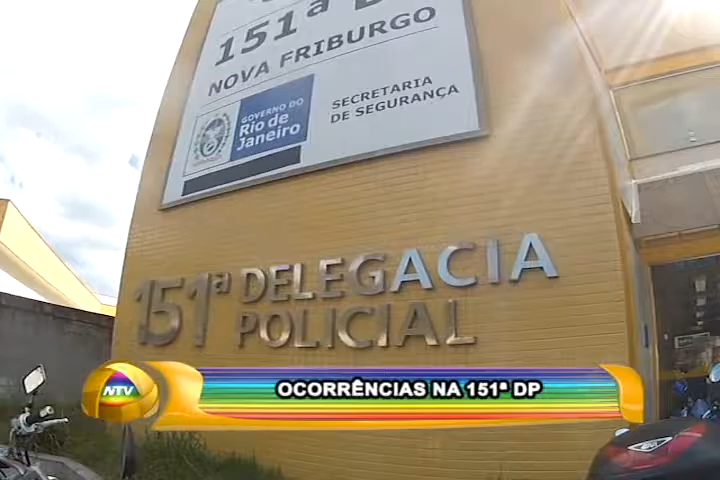 151ª D
NOVA FRIBURGO
GOVERNO DO
Rio de
Janeiro
SECRETARIA
DE SEGURANÇA
151ª DELEGACIA
POLICIAL
NTV
OCORRÊNCIAS NA 151ª DP